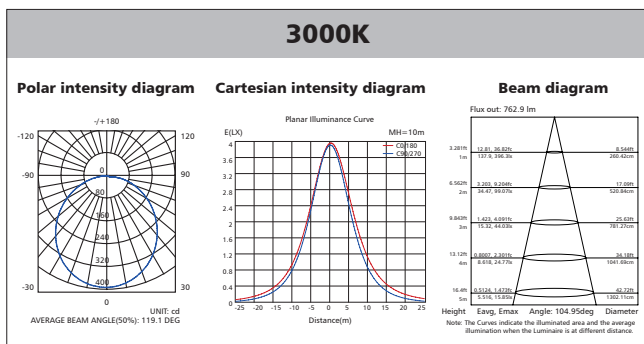 3000K
Polar intensity diagram
Cartesian intensity diagram
Beam diagram
-/+180
-120
120
-90
90
0
80
160
240
320
400
-30
30
0
UNIT: cd
AVERAGE BEAM ANGLE(50%): 119.1 DEG
Planar Illuminance Curve
E(LX)
MH=10m
C0/180
C90/270
4
3.6
3.2
2.8
2.4
2
1.6
1.2
0.8
0.4
0
-25 -20 -15 -10 -5 0 5 10 15 20 25
Distance(m)
Flux out: 762.9 lm
3.281ft 12.81, 36.82fc 8.544ft
1m 137.9, 396.3lx 260.42cm
6.562ft 3.203, 9.204fc 17.09ft
2m 34.47, 99.07lx 520.84cm
9.843ft 1.423, 4.091fc 25.63ft
3m 15.32, 44.03lx 781.27cm
13.12ft 0.8007, 2.301fc 34.18ft
4m 8.618, 24.77lx 1041.69cm
16.4ft 0.5124, 1.473fc 42.72ft
5m 5.516, 15.85lx 1302.11cm
Height Eavg, Emax Angle: 104.95deg Diameter
Note: The Curves indicate the illuminated area and the average
illumination when the Luminaire is at different distance.